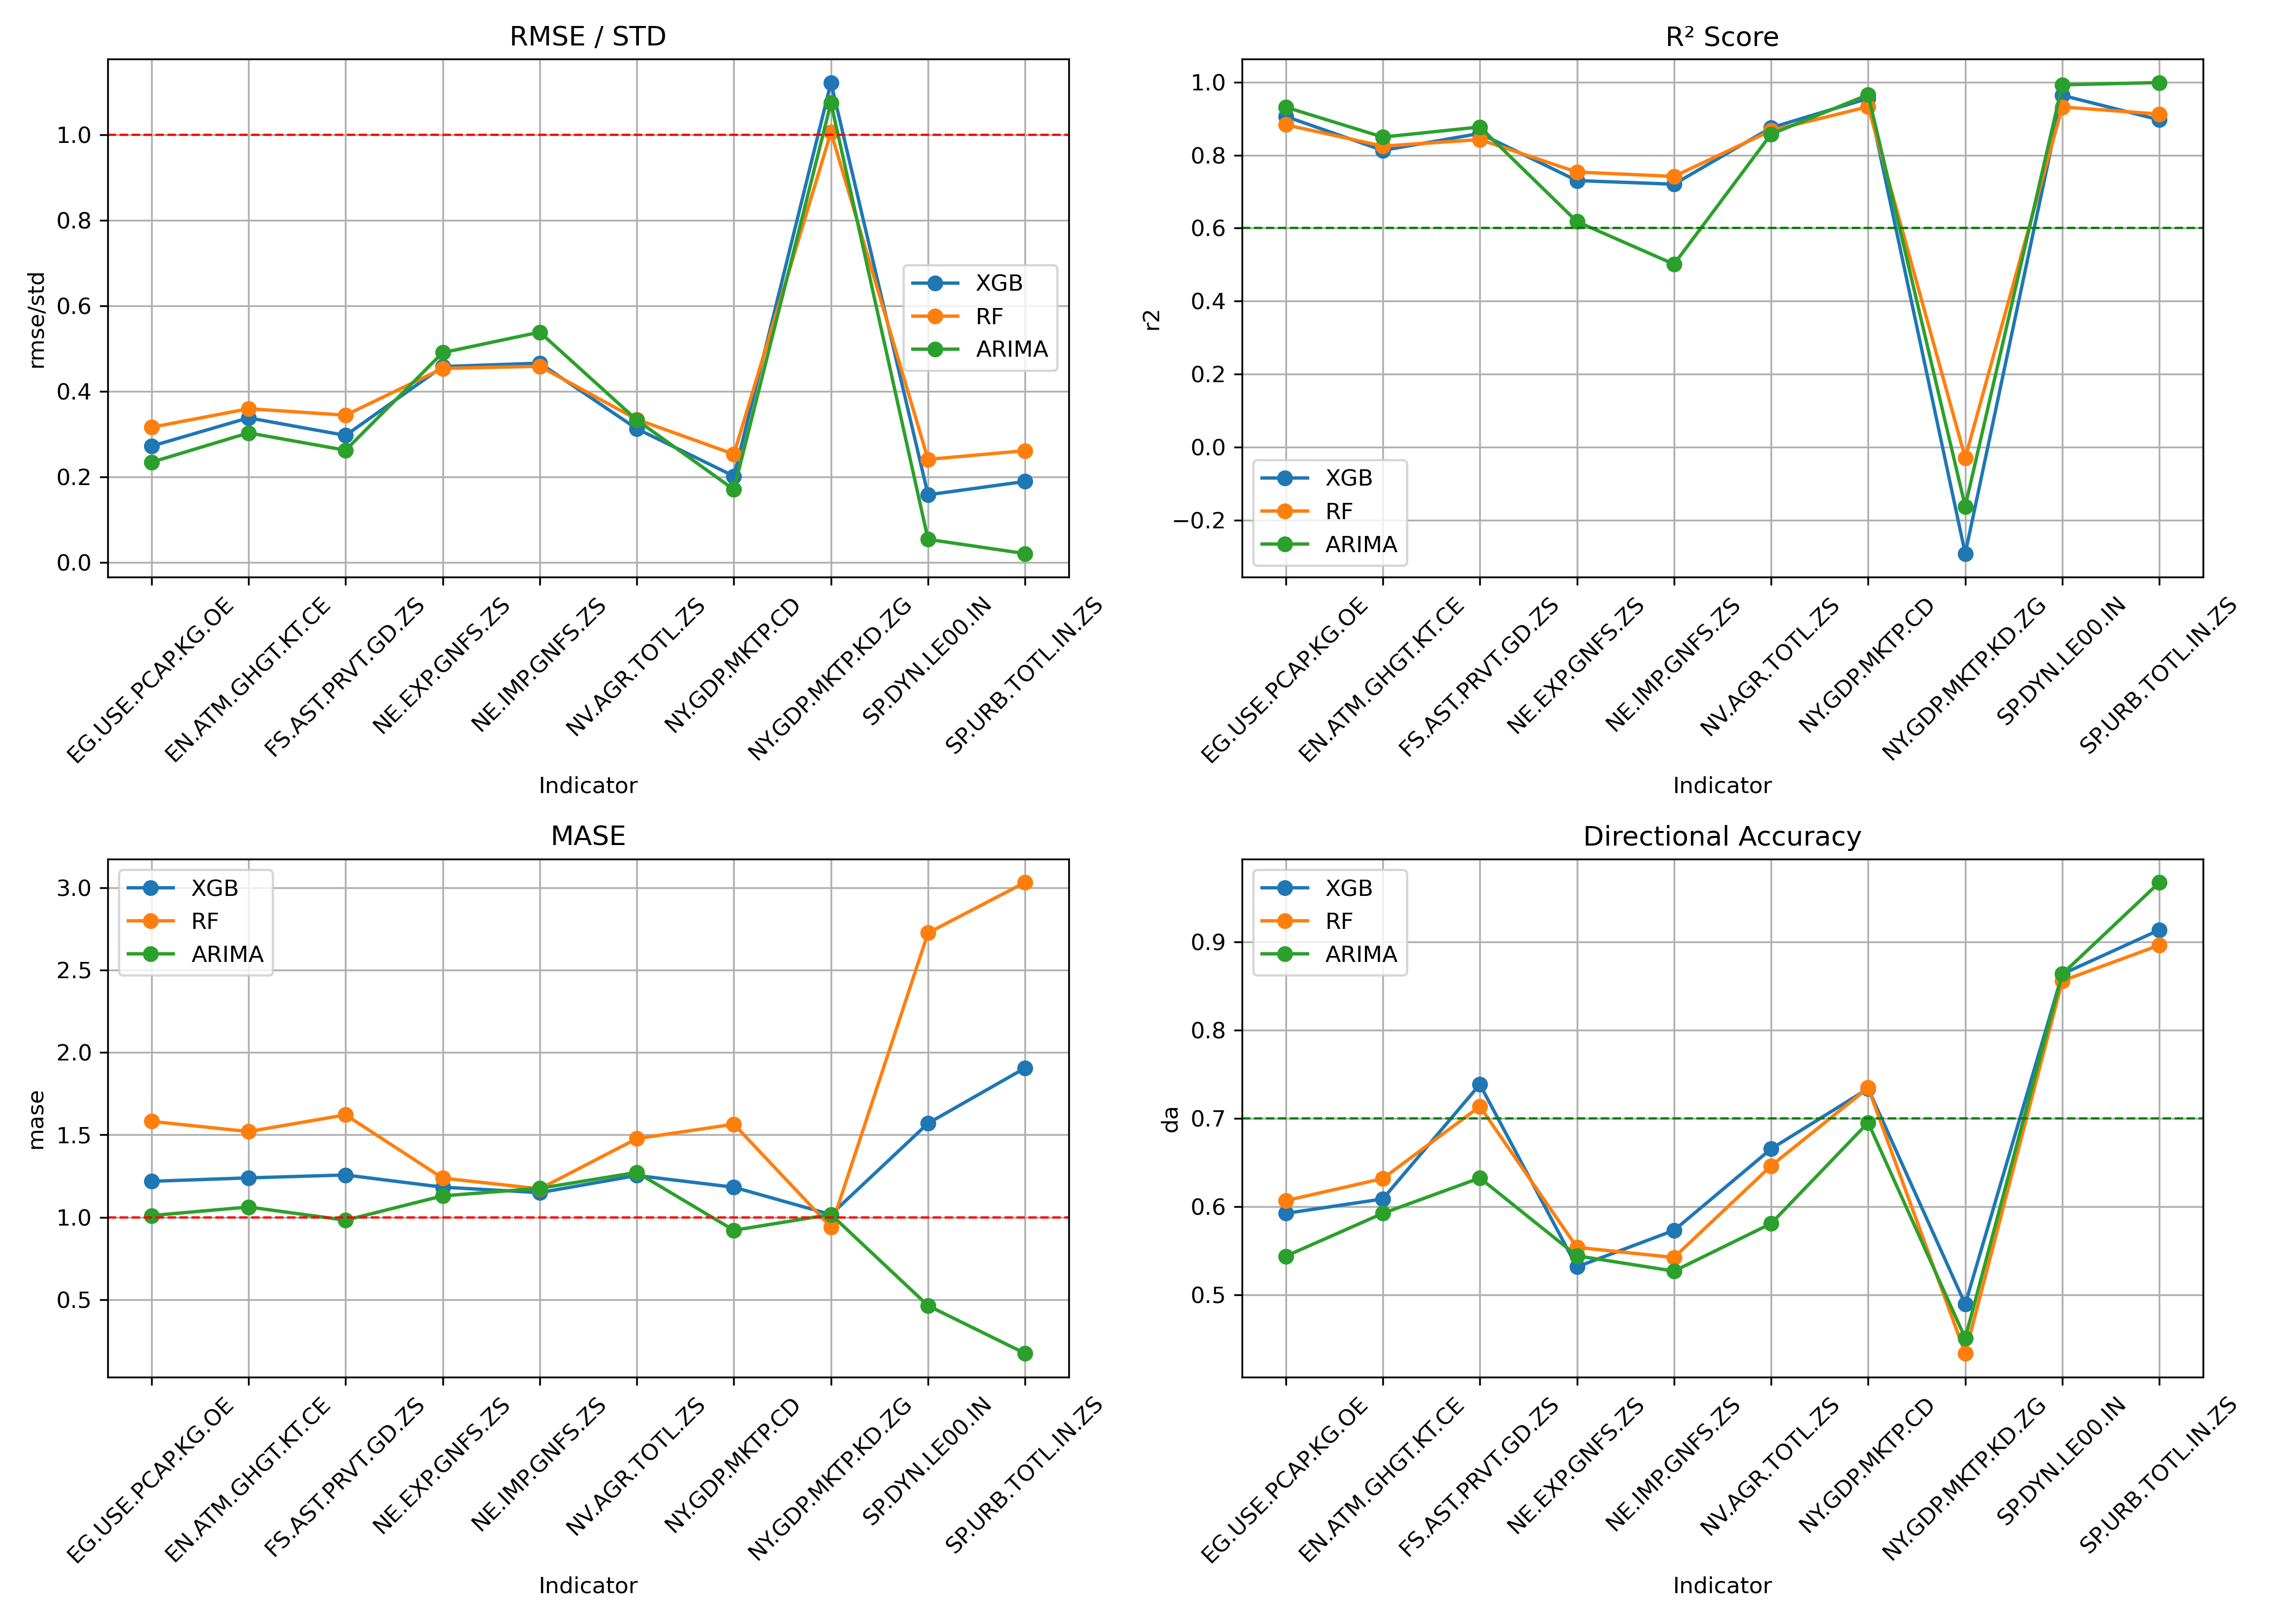 RMSE / STD
rmse/std
1.0
0.8
0.6
0.4
0.2
0.0
XGB
RF
ARIMA
EG.USE.PCAP.KG.OE
EN.ATM.GHGT.KT.CE
FS.AST.PRVT.GD.ZS
NE.EXP.GNFS.ZS
NE.IMP.GNFS.ZS
NV.AGR.TOTL.ZS
NY.GDP.MKTP.CD
NY.GDP.MKTP.KD.ZG
SP.DYN.LE00.IN
SP.URB.TOTL.IN.ZS
Indicator
R² Score
r2
1.0
0.8
0.6
0.4
0.2
0.0
−0.2
XGB
RF
ARIMA
EG.USE.PCAP.KG.OE
EN.ATM.GHGT.KT.CE
FS.AST.PRVT.GD.ZS
NE.EXP.GNFS.ZS
NE.IMP.GNFS.ZS
NV.AGR.TOTL.ZS
NY.GDP.MKTP.CD
NY.GDP.MKTP.KD.ZG
SP.DYN.LE00.IN
SP.URB.TOTL.IN.ZS
Indicator
MASE
mase
3.0
2.5
2.0
1.5
1.0
0.5
XGB
RF
ARIMA
EG.USE.PCAP.KG.OE
EN.ATM.GHGT.KT.CE
FS.AST.PRVT.GD.ZS
NE.EXP.GNFS.ZS
NE.IMP.GNFS.ZS
NV.AGR.TOTL.ZS
NY.GDP.MKTP.CD
NY.GDP.MKTP.KD.ZG
SP.DYN.LE00.IN
SP.URB.TOTL.IN.ZS
Indicator
Directional Accuracy
da
0.9
0.8
0.7
0.6
0.5
XGB
RF
ARIMA
EG.USE.PCAP.KG.OE
EN.ATM.GHGT.KT.CE
FS.AST.PRVT.GD.ZS
NE.EXP.GNFS.ZS
NE.IMP.GNFS.ZS
NV.AGR.TOTL.ZS
NY.GDP.MKTP.CD
NY.GDP.MKTP.KD.ZG
SP.DYN.LE00.IN
SP.URB.TOTL.IN.ZS
Indicator